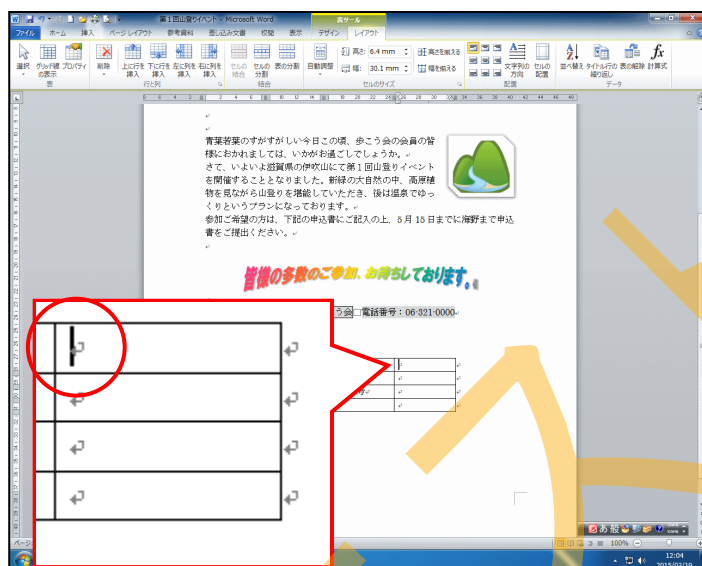 第1回山登りイベント - Microsoft Word
表ツール
ファイル ホーム 挿入 ページ レイアウト 参考資料 差し込み文書 校閲 表示 デザイン レイアウト
選択 グリッド線の表示 プロパティ 削除 上に行を挿入 下に行を挿入 左に列を挿入 右に列を挿入 セルの結合 セルの分割 表の分割 自動調整 高さ: 6.4 mm 高さを揃える 文字列の方向 セルの配置 並べ替え タイトル行の繰り返し 表の解除 計算式
幅: 30.1 mm 幅を揃える
表 行と列 結合 セルのサイズ 配置 データ
青葉若葉のすがすがしい今日この頃、歩こう会の会員の皆
様におかれましては、いかがお過ごしでしょうか。
さて、いよいよ滋賀県の伊吹山にて第1回山登りイベント
を開催することとなりました。新緑の大自然の中、高原植
物を見ながら山登りを堪能していただき、後は温泉でゆっ
くりというプランになっております。
参加ご希望の方は、下記の申込書にご記入の上、5月15日までに海野まで申込
書をご提出ください。
皆様の多数のご参加、お待ちしております。
う会□電話番号：06-321-0000
あ 般
100%
12:04
2015/02/19